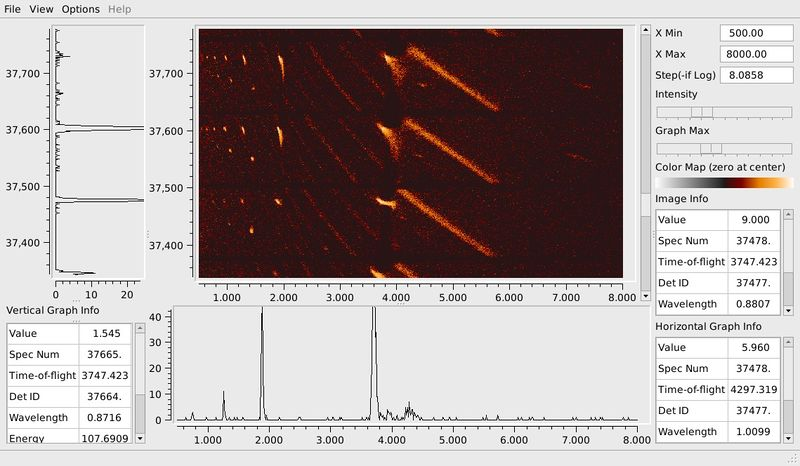 File View Options Help
37,700
37,600
37,500
37,400
0 10 20
37,700
37,600
37,500
37,400
1.000 2.000 3.000 4.000 5.000 6.000 7.000 8.000
X Min 500.00
X Max 8000.00
Step(-if Log) 8.0858
Intensity
Graph Max
Color Map (zero at center)
Image Info
Value 9.000
Spec Num 37478.
Time-of-flight 3747.423
Det ID 37477.
Wavelength 0.8807
Vertical Graph Info
Value 1.545
Spec Num 37665.
Time-of-flight 3747.423
Det ID 37664.
Wavelength 0.8716
Energy 107.6909
40
30
20
10
0
1.000 2.000 3.000 4.000 5.000 6.000 7.000 8.000
Horizontal Graph Info
Value 5.960
Spec Num 37478.
Time-of-flight 4297.319
Det ID 37477.
Wavelength 1.0099